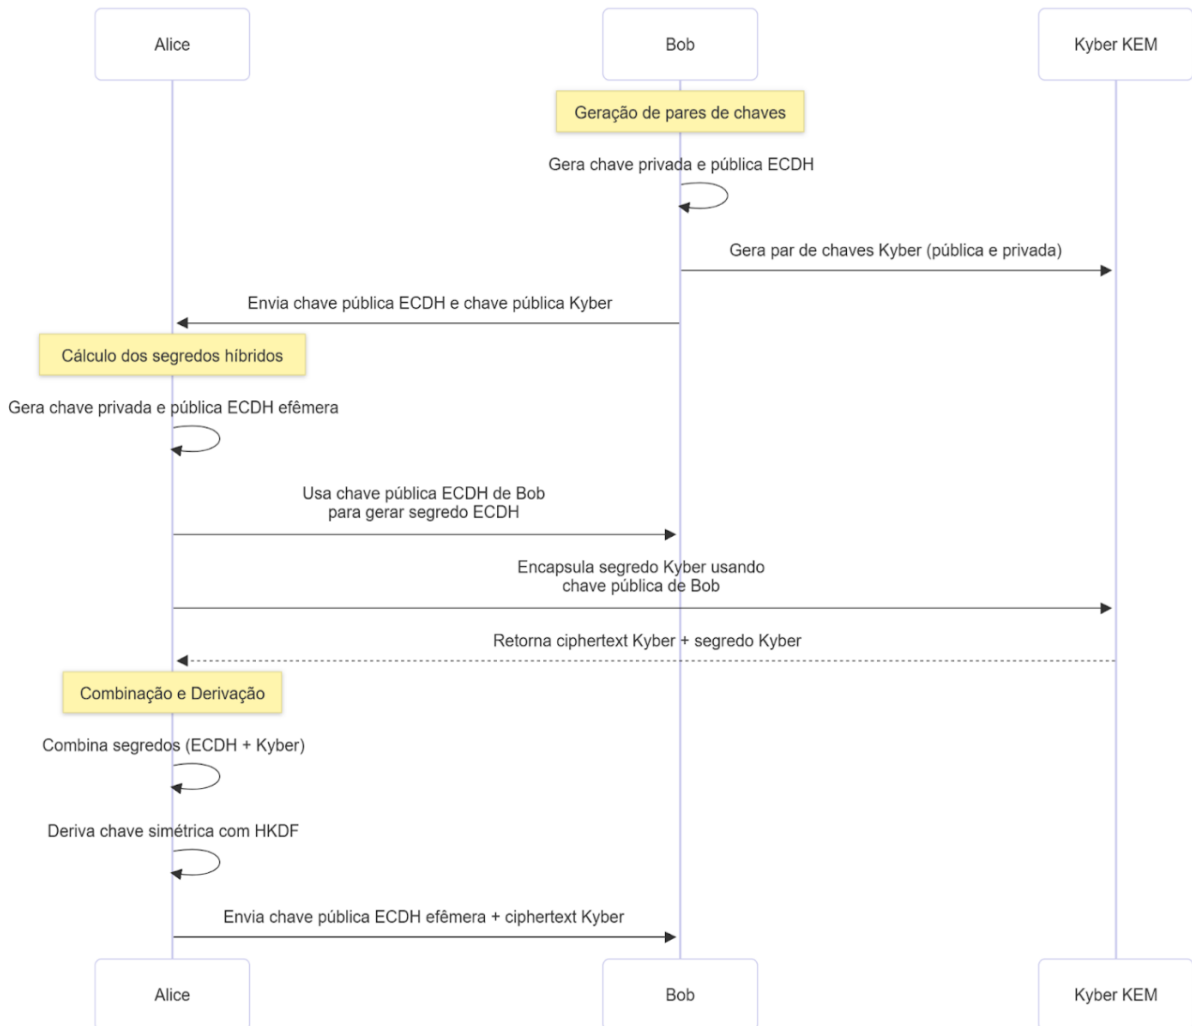 Alice
Bob
Kyber KEM
Geração de pares de chaves
Gera chave privada e pública ECDH
Gera par de chaves Kyber (pública e privada)
Envia chave pública ECDH e chave pública Kyber
Cálculo dos segredos híbridos
Gera chave privada e pública ECDH efêmera
Usa chave pública ECDH de Bob
para gerar segredo ECDH
Encapsula segredo Kyber usando
chave pública de Bob
Retorna ciphertext Kyber + segredo Kyber
Combinação e Derivação
Combina segredos (ECDH + Kyber)
Deriva chave simétrica com HKDF
Envia chave pública ECDH efêmera + ciphertext Kyber
Alice
Bob
Kyber KEM